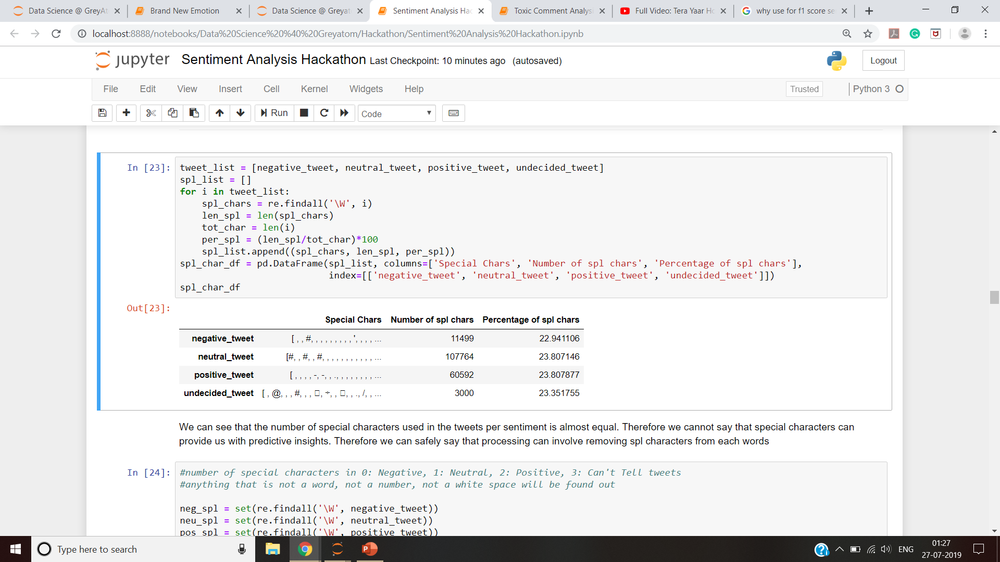 Data Science @ GreyAt
Brand New Emotion
Data Science @ Greyat
Sentiment Analysis Hac
Toxic Comment Analysi
Full Video: Tera Yaar Ho
why use for f1 score se
localhost:8888/notebooks/Data%20Science%20%40%20Greyatom/Hackathon/Sentiment%20Analysis%20Hackathon.ipynb
jupyter Sentiment Analysis Hackathon Last Checkpoint: 10 minutes ago (autosaved)
Logout
File Edit View Insert Cell Kernel Widgets Help
Trusted
Python 3
Run
Code
In [23]:
tweet_list = [negative_tweet, neutral_tweet, positive_tweet, undecided_tweet]
spl_list = []
for i in tweet_list:
    spl_chars = re.findall('\W', i)
    len_spl = len(spl_chars)
    tot_char = len(i)
    per_spl = (len_spl/tot_char)*100
    spl_list.append((spl_chars, len_spl, per_spl))
spl_char_df = pd.DataFrame(spl_list, columns=['Special Chars', 'Number of spl chars', 'Percentage of spl chars'],
                           index=[['negative_tweet', 'neutral_tweet', 'positive_tweet', 'undecided_tweet']])
spl_char_df
Out[23]:
Special Chars Number of spl chars Percentage of spl chars
negative_tweet [ , , #, , , , , , , , , ', , , , ... 11499 22.941106
neutral_tweet [#, , #, , #, , , , , , , , , , , , ... 107764 23.807146
positive_tweet [ , , , , -, -, , ., , , , , , , , , ... 60592 23.807877
undecided_tweet [ , @, , , #, , , □, ÷, , □, , ., /, , ... 3000 23.351755
We can see that the number of special characters used in the tweets per sentiment is almost equal. Therefore we cannot say that special characters can
provide us with predictive insights. Therefore we can safely say that processing can involve removing spl characters from each words
In [24]:
#number of special characters in 0: Negative, 1: Neutral, 2: Positive, 3: Can't Tell tweets
#anything that is not a word, not a number, not a white space will be found out
neg_spl = set(re.findall('\W', negative_tweet))
neu_spl = set(re.findall('\W', neutral_tweet))
pos_spl = set(re.findall('\W', positive_tweet))
Type here to search
ENG
01:27
27-07-2019